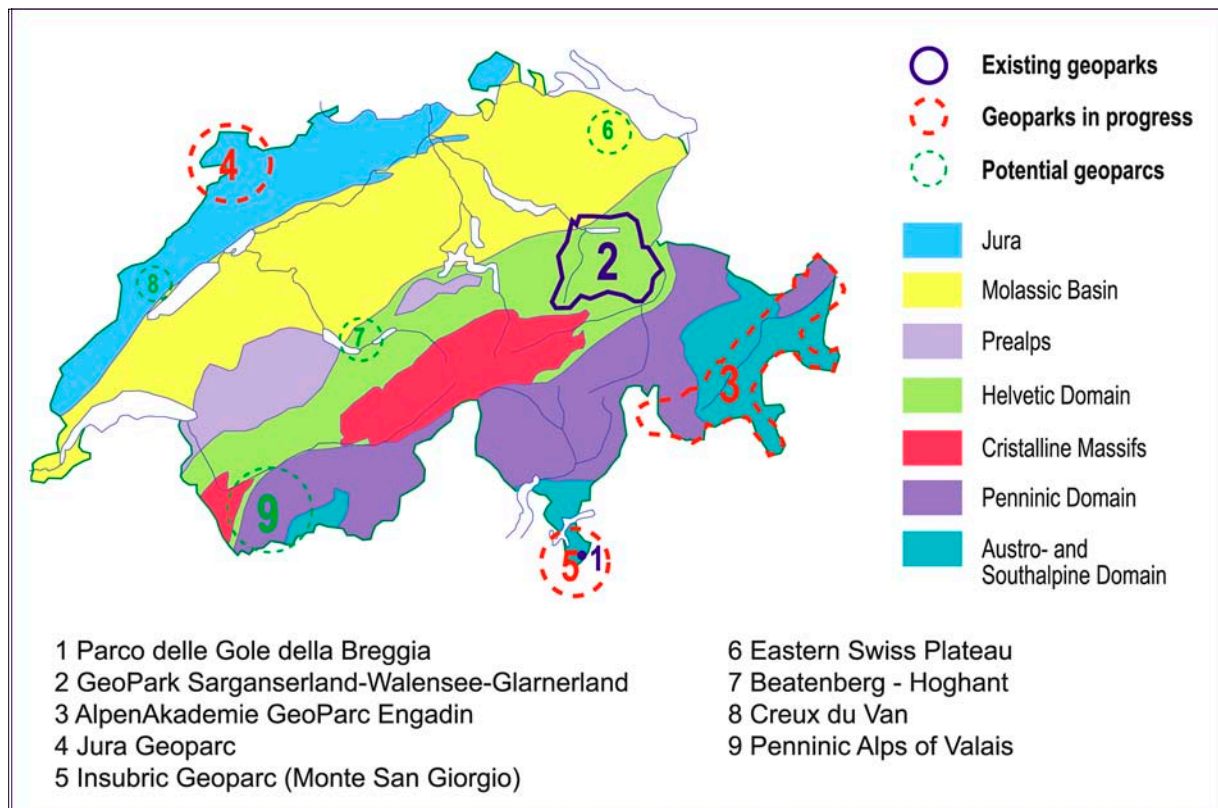 Existing geoparks
Geoparks in progress
Potential geoparcs
Jura
Molassic Basin
Prealps
Helvetic Domain
Cristalline Massifs
Penninic Domain
Austro- and
Southalpine Domain
4
6
8
2
7
3
9
5
1
1 Parco delle Gole della Breggia
2 GeoPark Sarganserland-Walensee-Glarnerland
3 AlpenAkademie GeoParc Engadin
4 Jura Geoparc
5 Insubric Geoparc (Monte San Giorgio)
6 Eastern Swiss Plateau
7 Beatenberg - Hoghant
8 Creux du Van
9 Penninic Alps of Valais